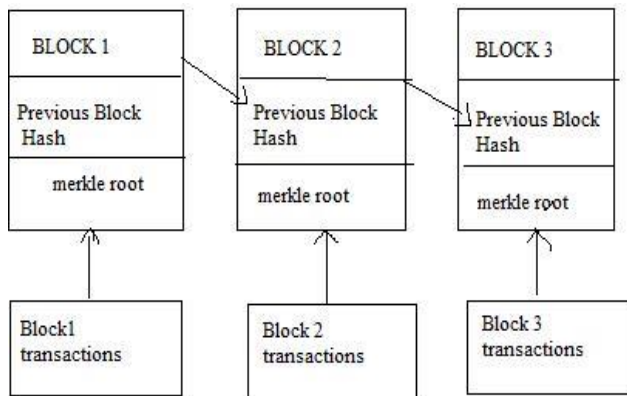 BLOCK 1
Previous Block
Hash
merkle root
Block1
transactions
BLOCK 2
Previous Block
Hash
merkle root
Block 2
transactions
BLOCK 3
Previous Block
Hash
merkle root
Block 3
transactions